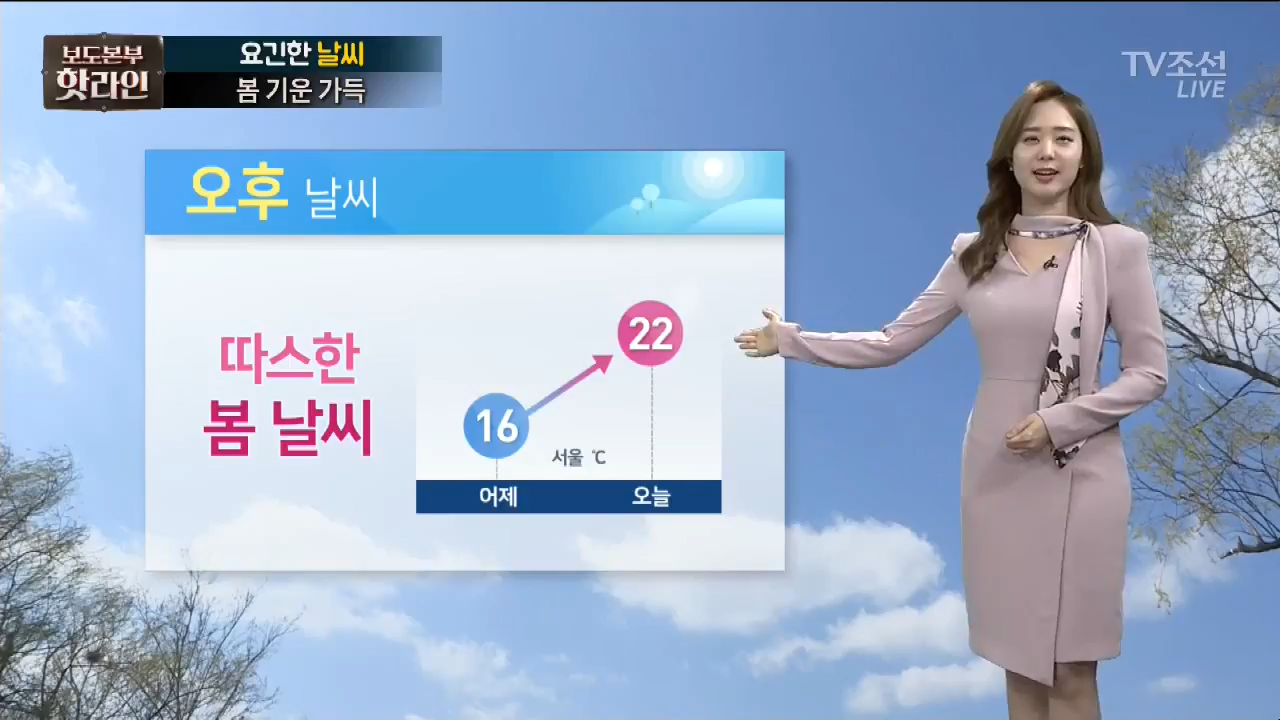 보도본부
핫라인
요긴한 날씨
봄 기운 가득
TV조선
LIVE
오후 날씨
따스한
봄 날씨
22
16
서울 ℃
어제 오늘